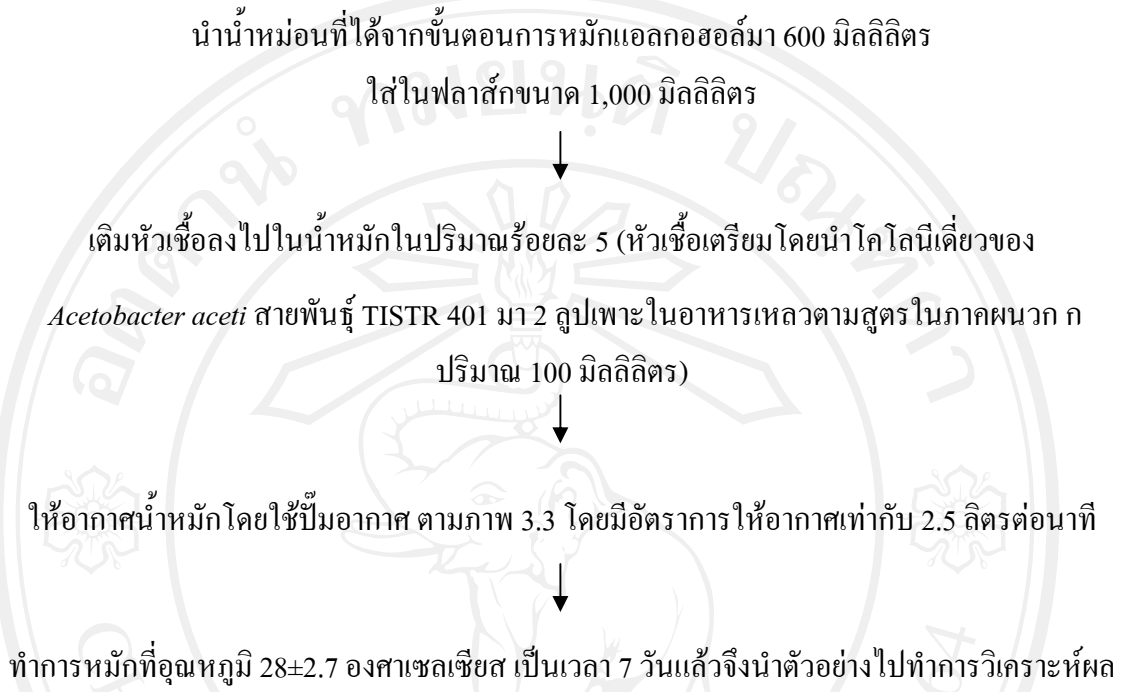 นำน้ำหม่อนที่ได้จากขั้นตอนการหมักแอลกอฮอล์มา 600 มิลลิลิตร
ใส่ในฟลาส์กขนาด 1,000 มิลลิลิตร
เติมหัวเชื้อลงไปในน้ำหมักในปริมาณร้อยละ 5 (หัวเชื้อเตรียมโดยนำโคโลนีเดี่ยวของ
Acetobacter aceti สายพันธุ์ TISTR 401 มา 2 ลูปเพาะในอาหารเหลวตามสูตรในภาคผนวก ก
ปริมาณ 100 มิลลิลิตร)
ให้อากาศน้ำหมักโดยใช้ปั๊มอากาศ ตามภาพ 3.3 โดยมีอัตราการให้อากาศเท่ากับ 2.5 ลิตรต่อนาที
ทำการหมักที่อุณหภูมิ 28±2.7 องศาเซลเซียส เป็นเวลา 7 วันแล้วจึงนำตัวอย่างไปทำการวิเคราะห์ผล